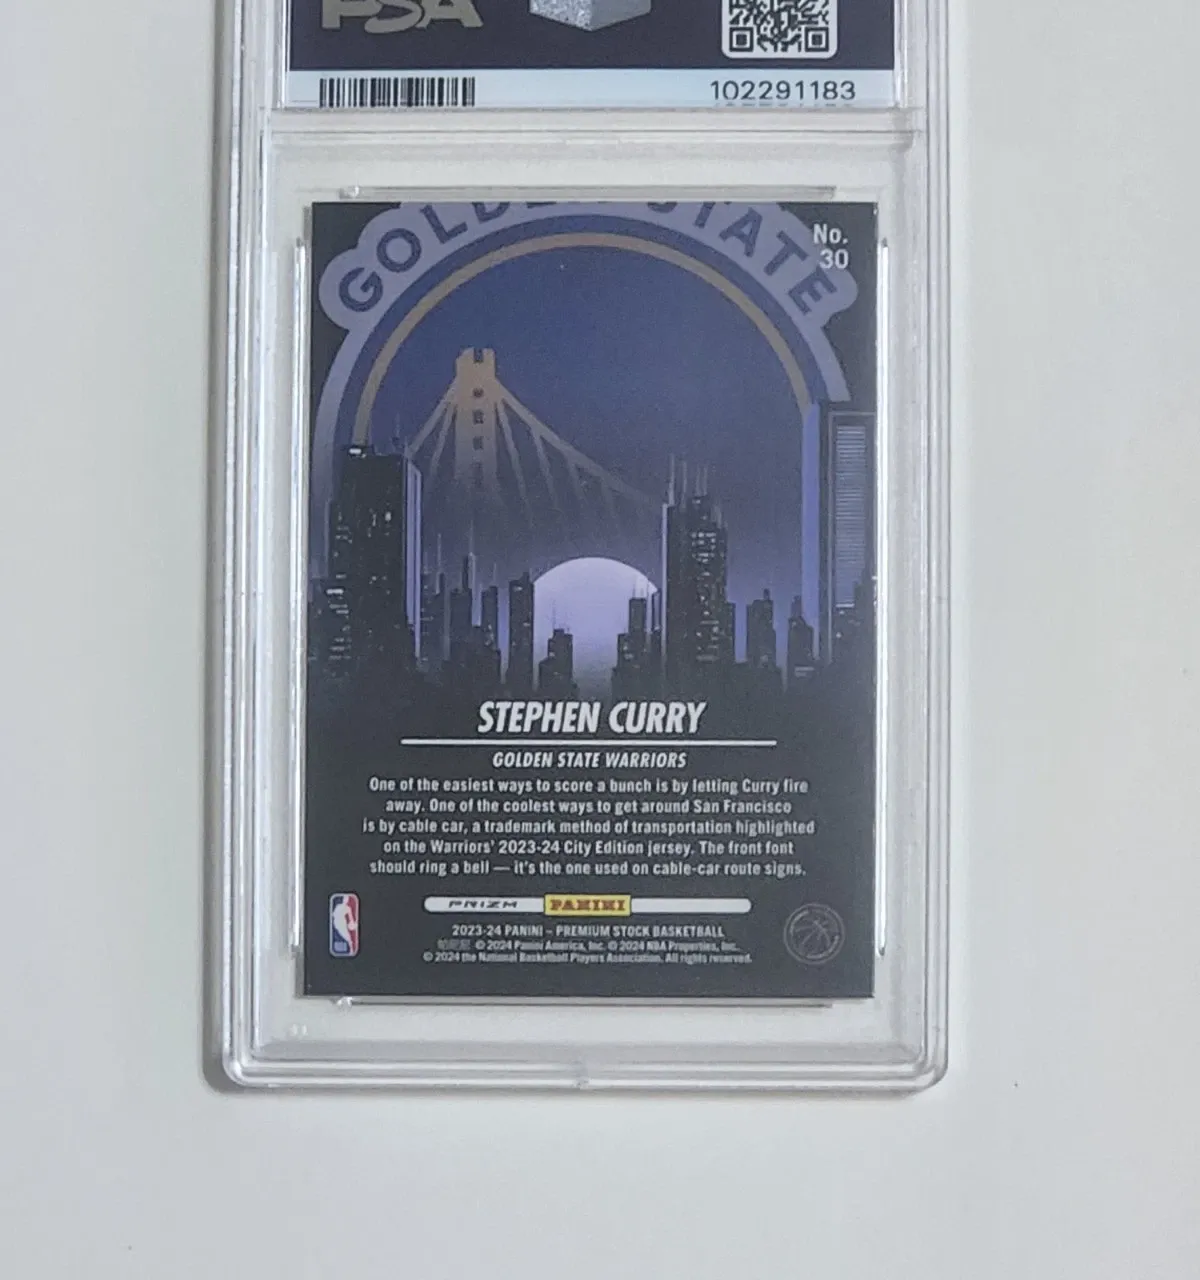 PSA
102291183
GOLDEN STATE
No.
30
STEPHEN CURRY
GOLDEN STATE WARRIORS
One of the easiest ways to score a bunch is by letting Curry fire
away. One of the coolest ways to get around San Francisco
is by cable car, a trademark method of transportation highlighted
on the Warriors' 2023-24 City Edition jersey. The front font
should ring a bell — it's the one used on cable-car route signs.
PRIZM PANINI
2023-24 PANINI – PREMIUM STOCK BASKETBALL
© 2024 Panini America, Inc. © 2024 NBA Properties, Inc.
© 2024 the National Basketball Players Association. All rights reserved.